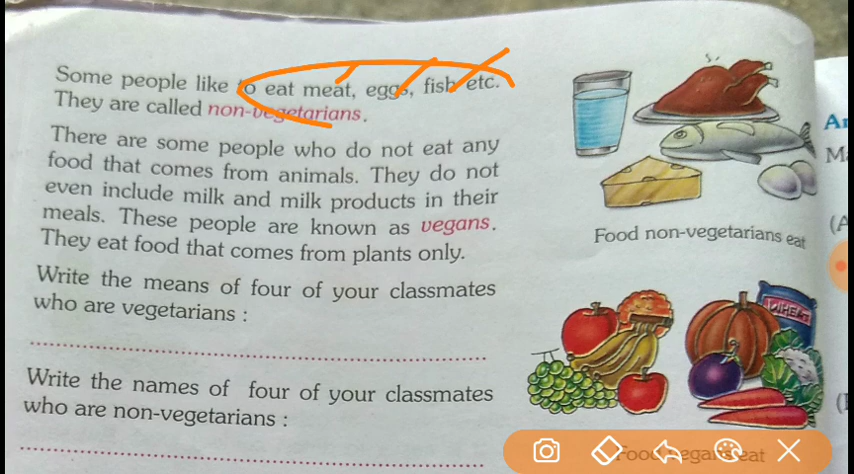 Some people like to eat meat, eggs, fish etc.
They are called non-vegetarians.
There are some people who do not eat any
food that comes from animals. They do not
even include milk and milk products in their
meals. These people are known as vegans.
They eat food that comes from plants only.
Write the means of four of your classmates
who are vegetarians :
Write the names of four of your classmates
who are non-vegetarians :
Food non-vegetarians eat
WHEAT
Food vegans eat